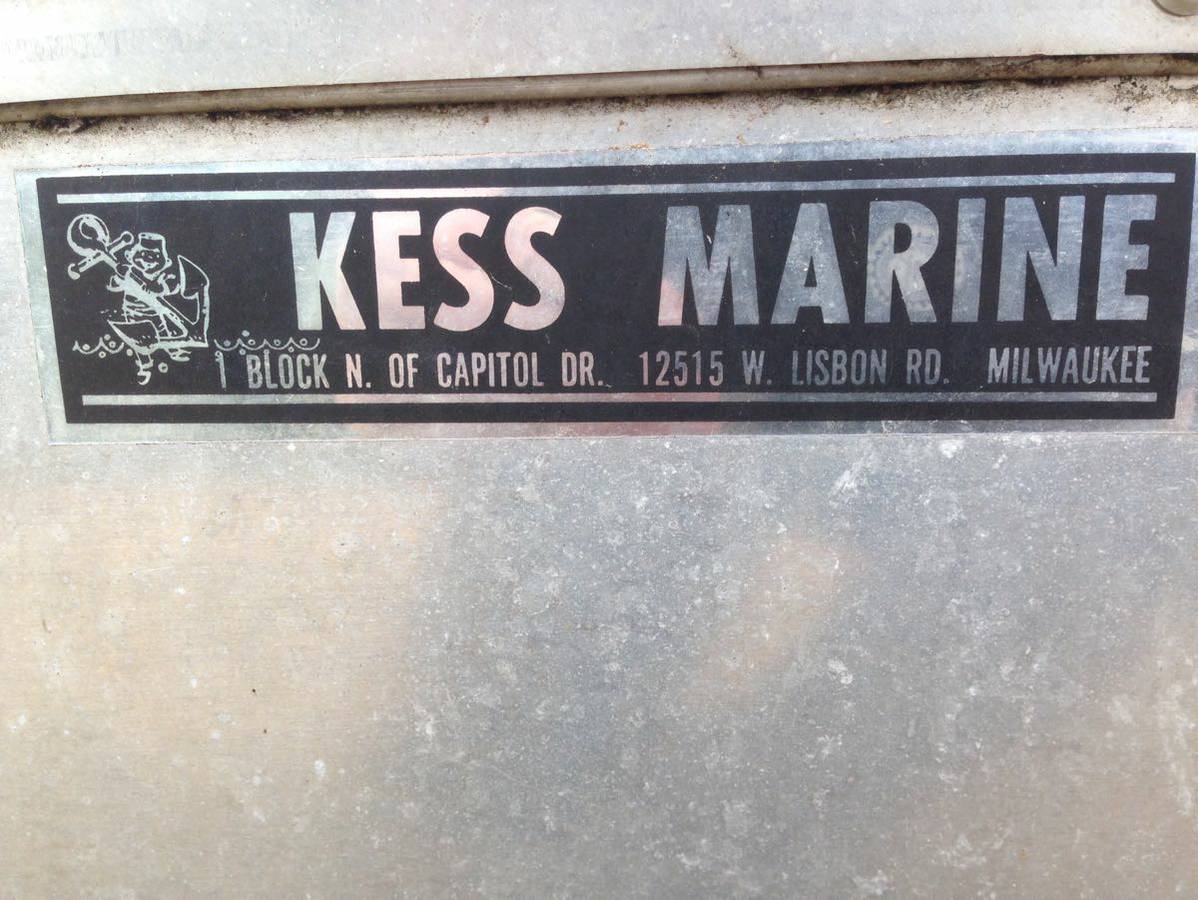 KESS MARINE
1 BLOCK N. OF CAPITOL DR. 12515 W. LISBON RD. MILWAUKEE